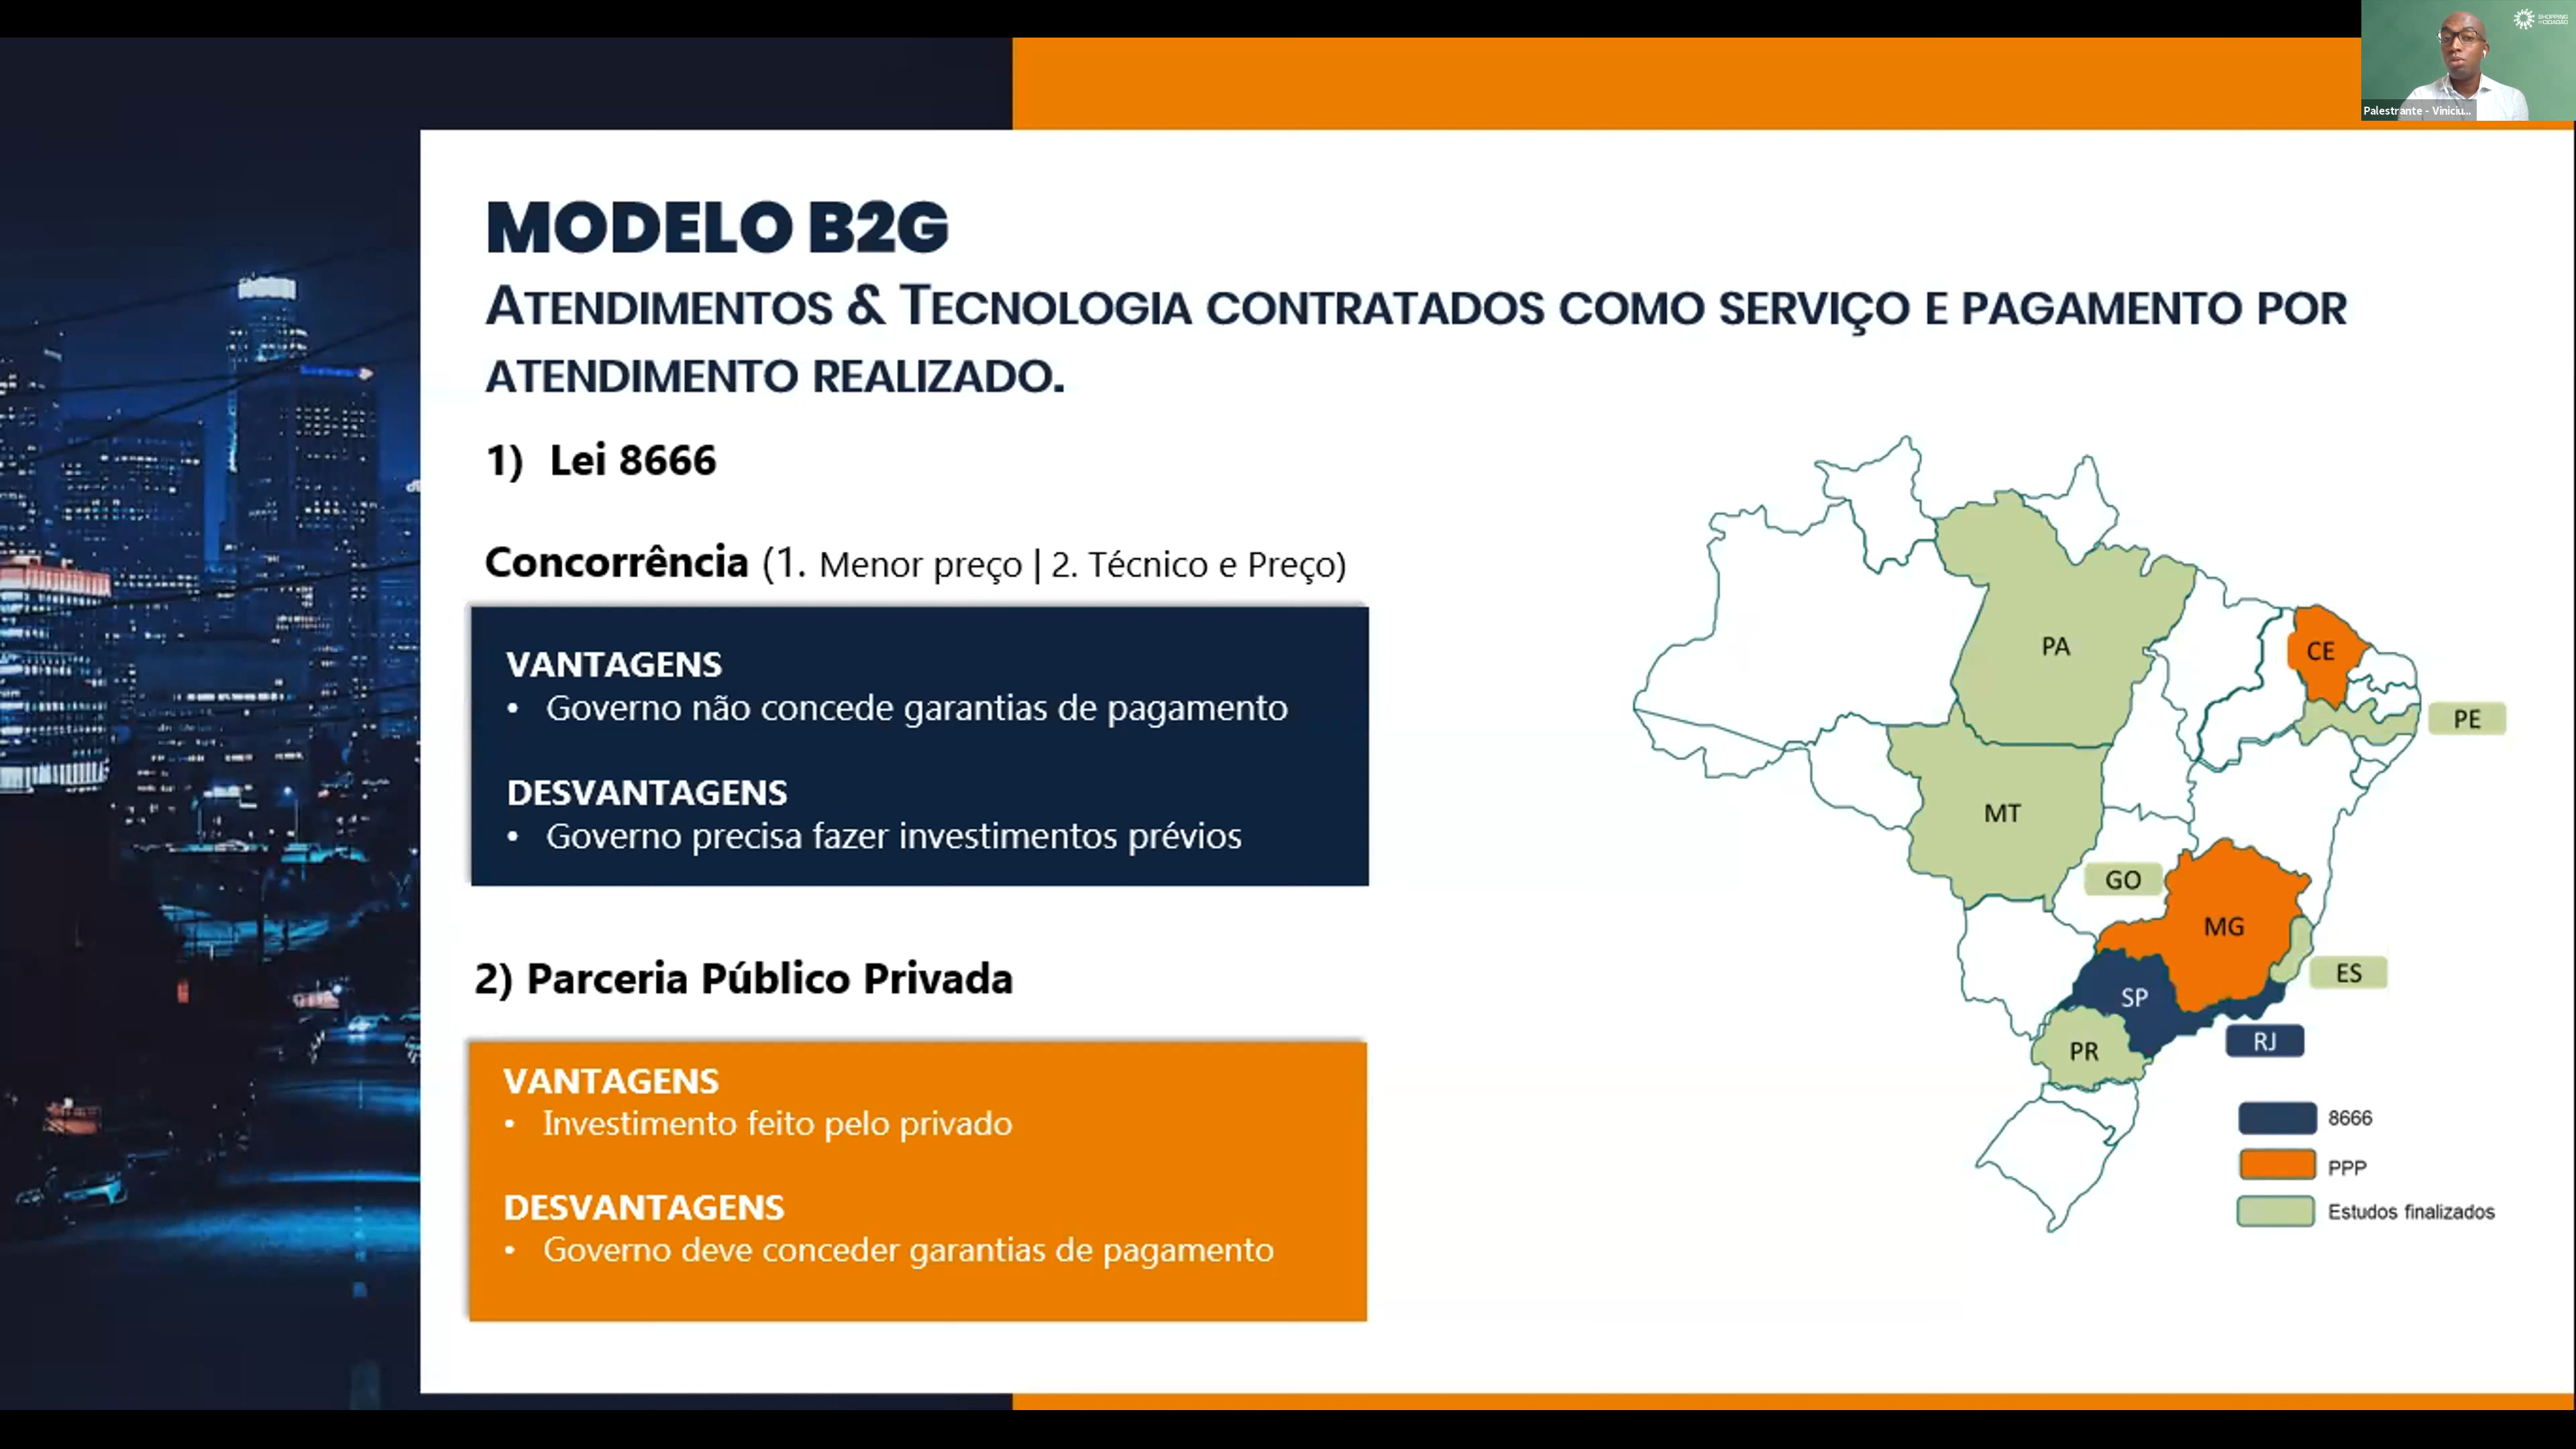 SHOPPING
CIDADÃO
Palestrante - Viniciu...
MODELO B2G
ATENDIMENTOS & TECNOLOGIA CONTRATADOS COMO SERVIÇO E PAGAMENTO POR
ATENDIMENTO REALIZADO.
1) Lei 8666
Concorrência (1. Menor preço | 2. Técnico e Preço)
VANTAGENS
• Governo não concede garantias de pagamento
DESVANTAGENS
• Governo precisa fazer investimentos prévios
2) Parceria Público Privada
VANTAGENS
• Investimento feito pelo privado
DESVANTAGENS
• Governo deve conceder garantias de pagamento
PA
CE
PE
MT
GO
MG
ES
SP
RJ
PR
8666
PPP
Estudos finalizados